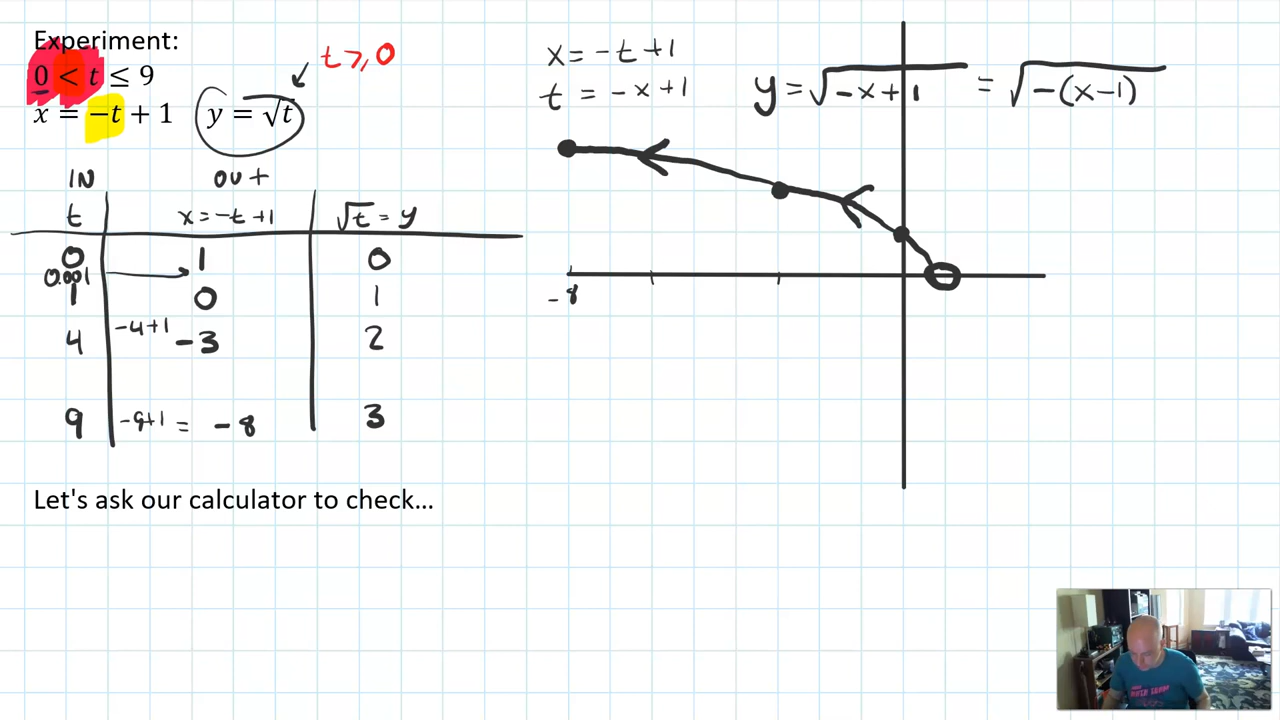 Experiment:
0 < t ≤ 9
x = −t + 1 y = √t
t ≥ 0
IN OUT
t x = -t +1 √t = y
0 1 0
0.001
1 0 1
4 -4+1 -3 2
9 -9+1 = -8 3
Let's ask our calculator to check...
x = -t +1
t = -x +1
y = √-x+1 = √-(x-1)
-8